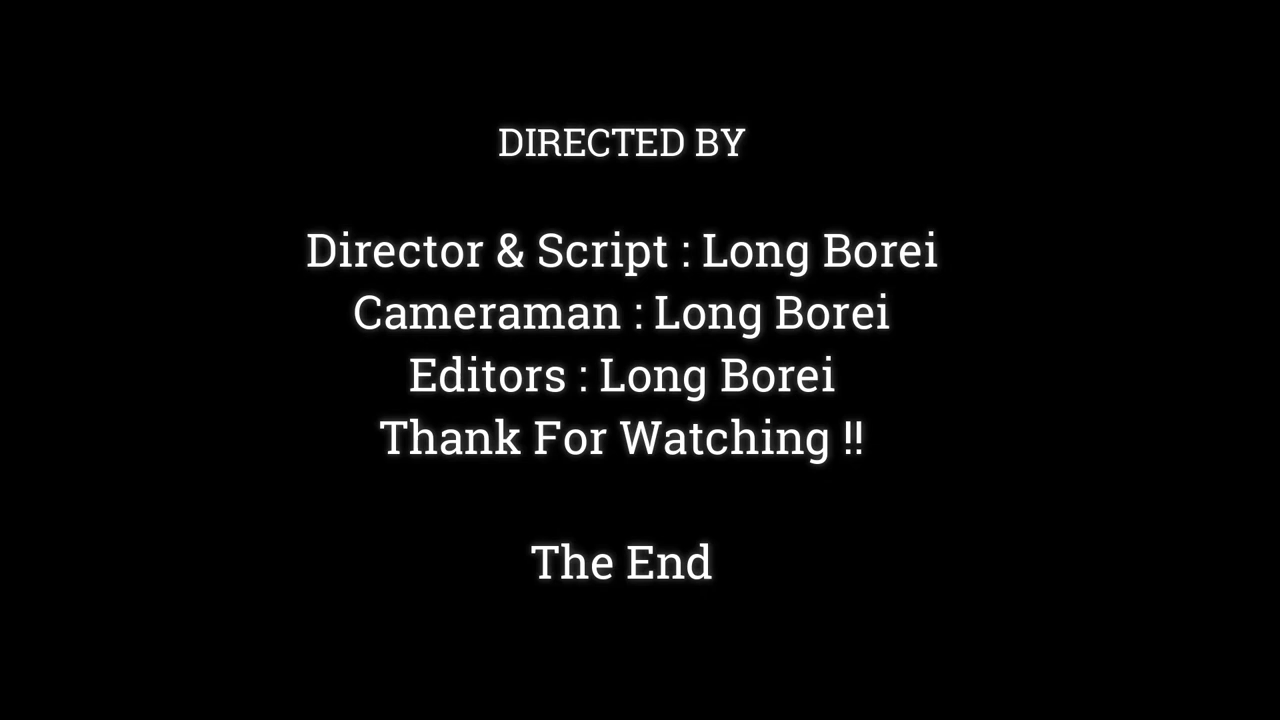 DIRECTED BY
Director & Script : Long Borei
Cameraman : Long Borei
Editors : Long Borei
Thank For Watching !!
The End